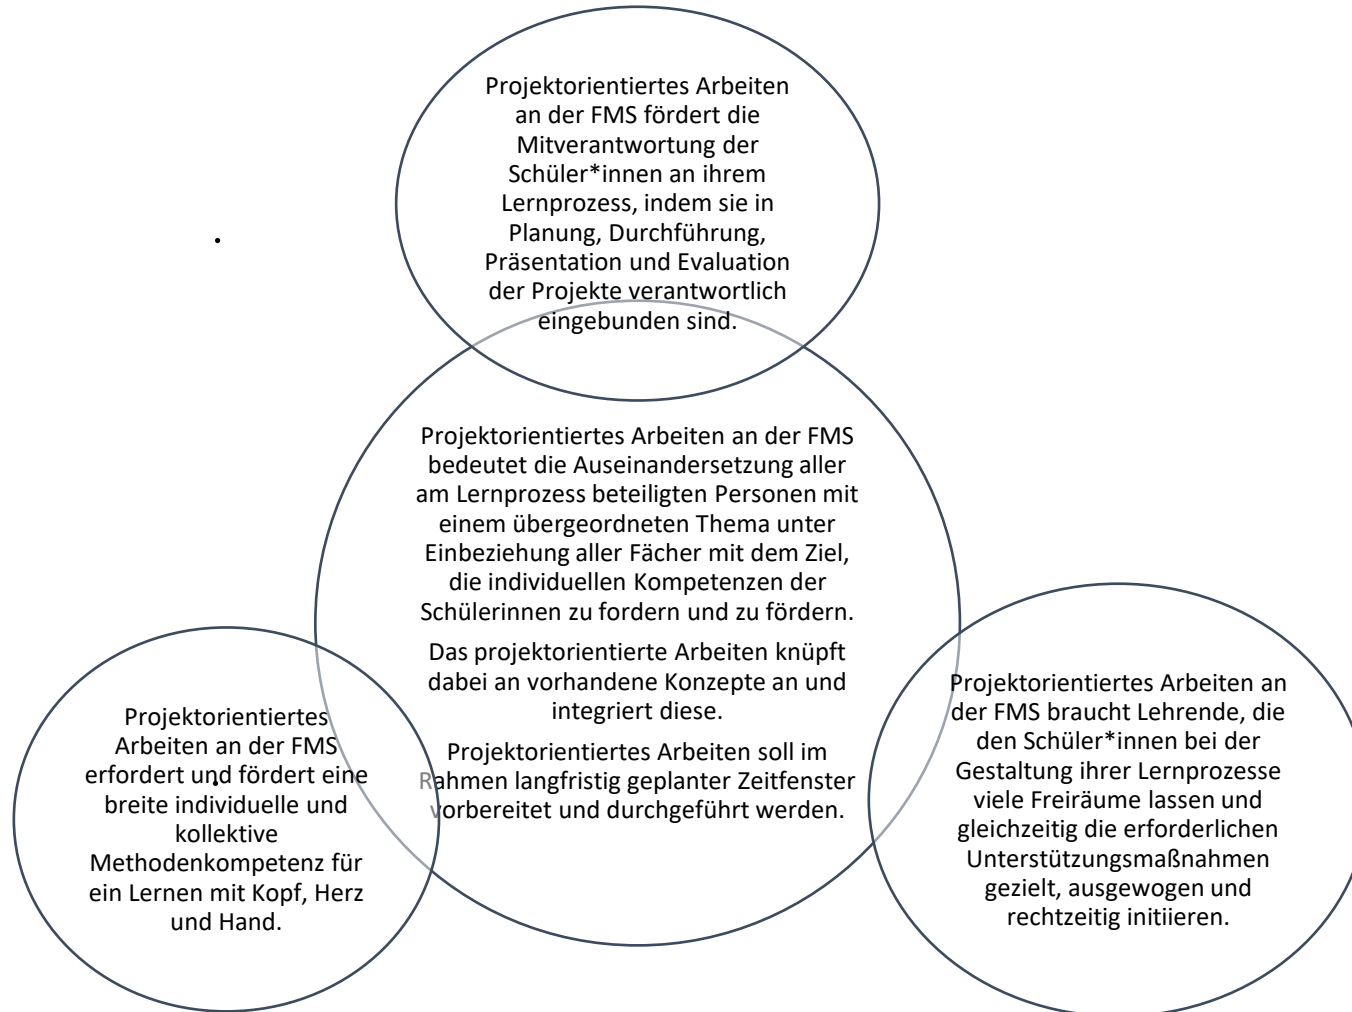 Projektorientiertes Arbeiten
an der FMS fördert die
Mitverantwortung der
Schüler*innen an ihrem
Lernprozess, indem sie in
Planung, Durchführung,
Präsentation und Evaluation
der Projekte verantwortlich
eingebunden sind.
Projektorientiertes Arbeiten an der FMS
bedeutet die Auseinandersetzung aller
am Lernprozess beteiligten Personen mit
einem übergeordneten Thema unter
Einbeziehung aller Fächer mit dem Ziel,
die individuellen Kompetenzen der
Schülerinnen zu fordern und zu fördern.
Das projektorientierte Arbeiten knüpft
dabei an vorhandene Konzepte an und
integriert diese.
Projektorientiertes Arbeiten soll im
Rahmen langfristig geplanter Zeitfenster
vorbereitet und durchgeführt werden.
Projektorientiertes
Arbeiten an der FMS
erfordert und fördert eine
breite individuelle und
kollektive
Methodenkompetenz für
ein Lernen mit Kopf, Herz
und Hand.
Projektorientiertes Arbeiten an
der FMS braucht Lehrende, die
den Schüler*innen bei der
Gestaltung ihrer Lernprozesse
viele Freiräume lassen und
gleichzeitig die erforderlichen
Unterstützungsmaßnahmen
gezielt, ausgewogen und
rechtzeitig initiieren.